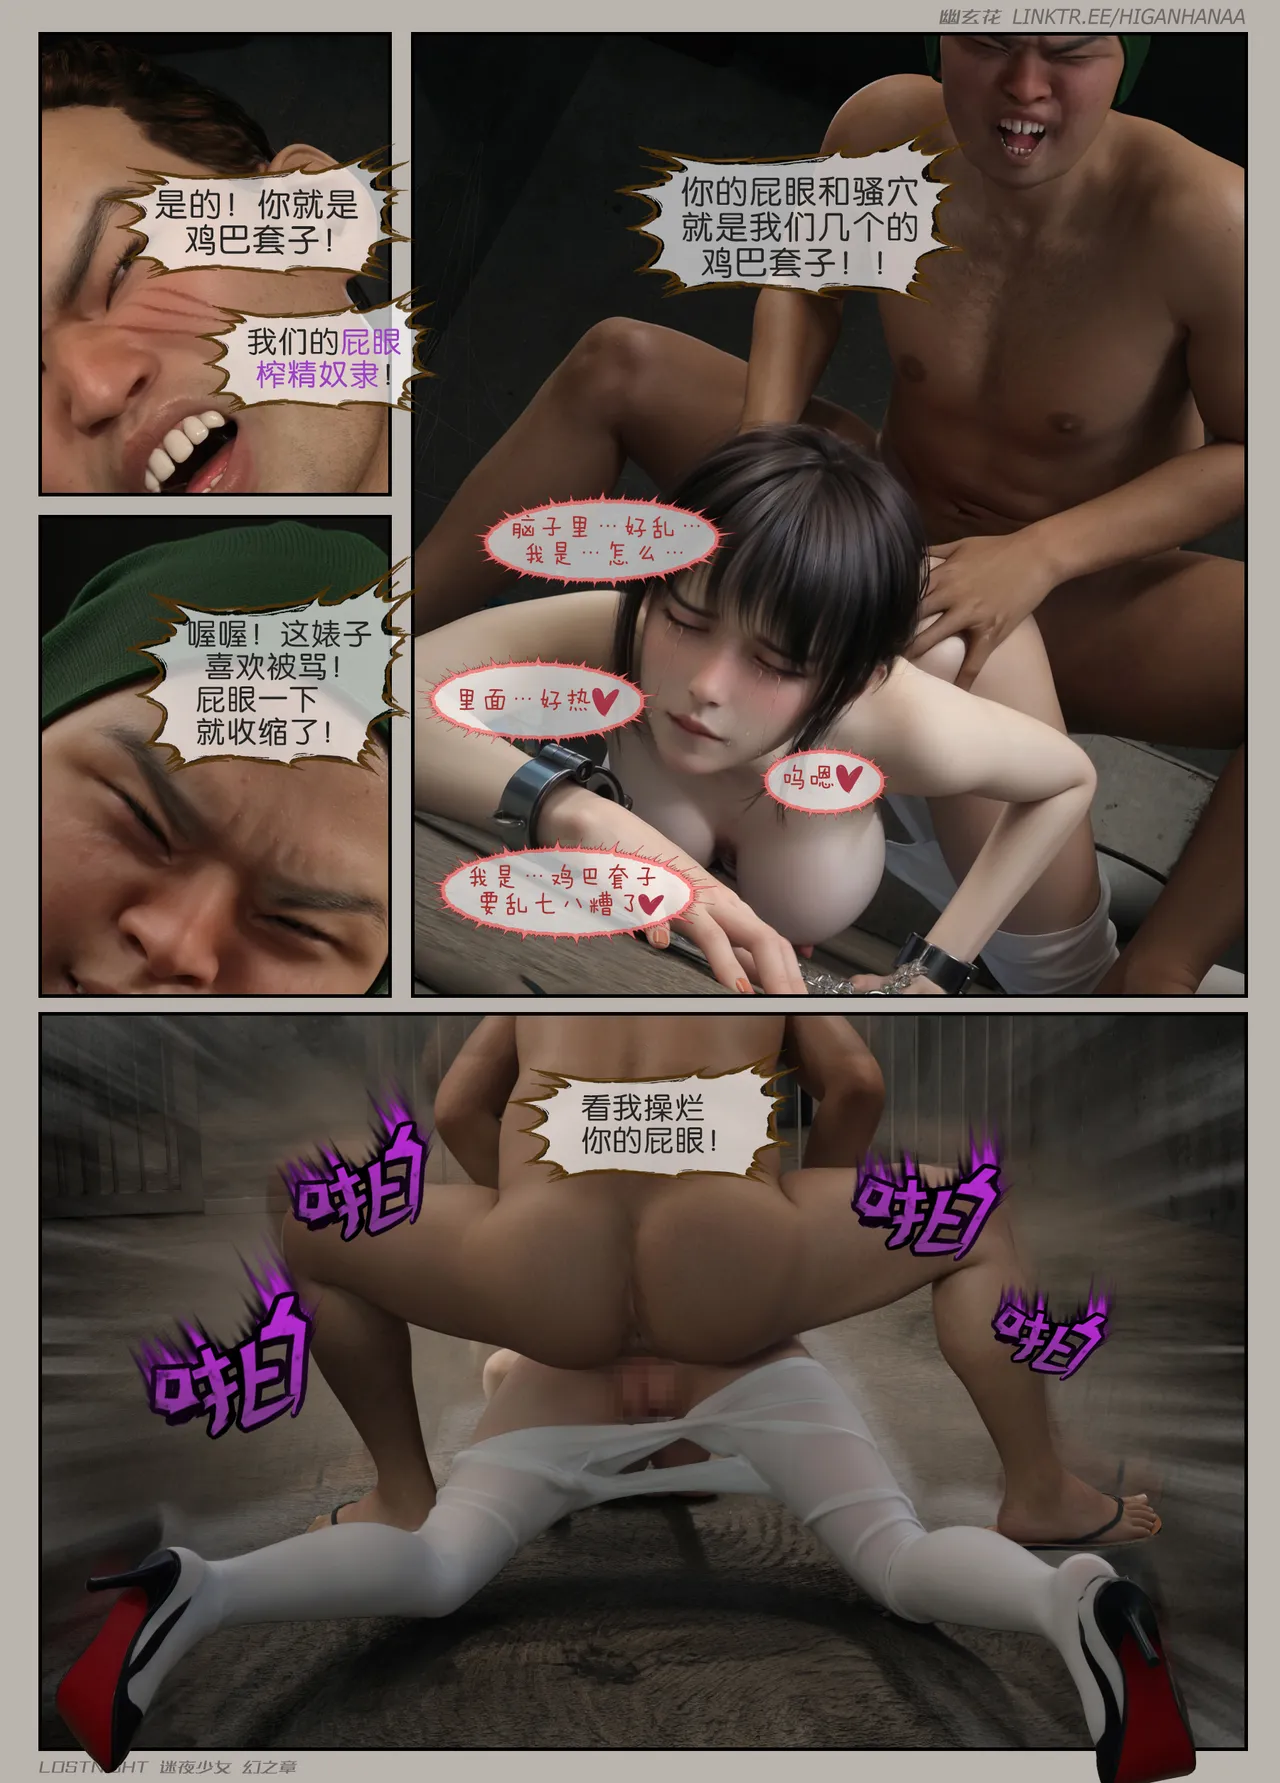 幽玄花 LINKTR.EE/HIGANHANAA
是的！你就是
鸡巴套子！
我们的屁眼
榨精奴隶！
你的屁眼和骚穴
就是我们几个的
鸡巴套子！！
喔喔！这婊子
喜欢被骂！
屁眼一下
就收缩了！
脑子里…好乱…
我是…怎么…
里面…好热♥
呜嗯♥
我是…鸡巴套子
要乱七八糟了♥
看我操烂
你的屁眼！
啪
啪
啪
啪
LOSTNIGHT 迷夜少女 幻之章